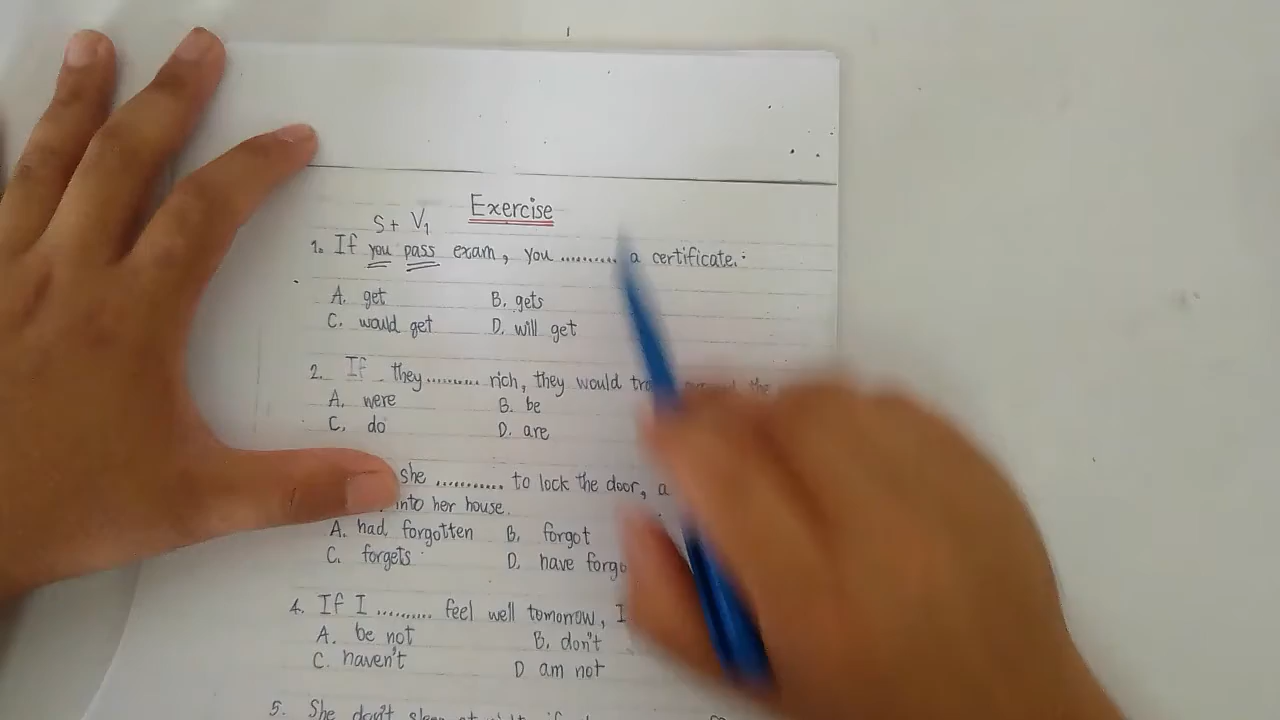 Exercise
S + V1
1. If you pass exam, you .......... a certificate.
A. get B. gets
C. would get D. will get
2. If they ......... rich, they would the
A. were B. be
C. do D. are
she ........... to lock the door, a
into her house.
A. had forgotten B. forgot
C. forgets D. have
4. If I .......... feel well tomorrow, I
A. be not B. don't
C. haven't D am not
5. She don't